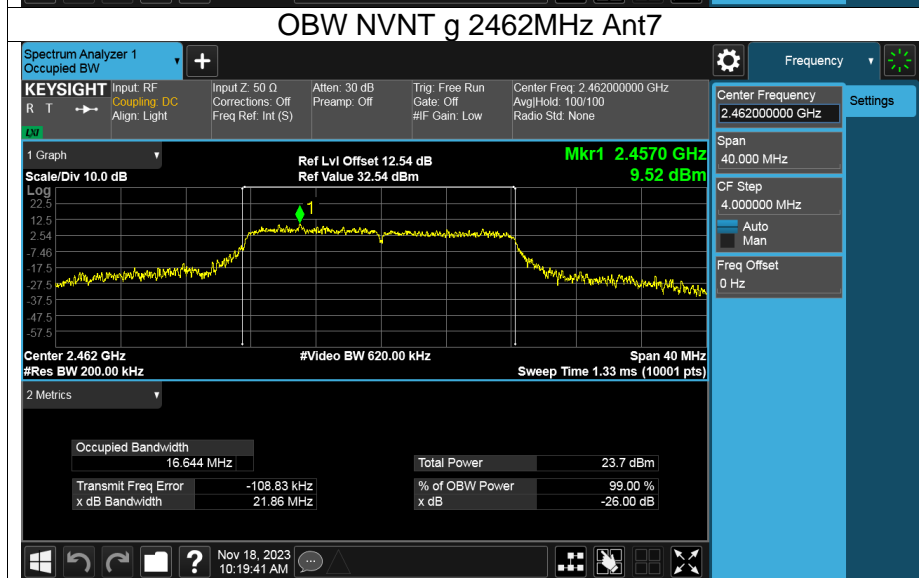 OBW NVNT g 2462MHz Ant7
Spectrum Analyzer 1
Occupied BW
Frequency
KEYSIGHT
R T
LXI
Input: RF
Coupling: DC
Align: Light
Input Z: 50 Ω
Corrections: Off
Freq Ref: Int (S)
Atten: 30 dB
Preamp: Off
Trig: Free Run
Gate: Off
#IF Gain: Low
Center Freq: 2.462000000 GHz
Avg|Hold: 100/100
Radio Std: None
Center Frequency
2.462000000 GHz
Settings
Span
40.000 MHz
CF Step
4.000000 MHz
Auto
Man
Freq Offset
0 Hz
1 Graph
Scale/Div 10.0 dB
Ref Lvl Offset 12.54 dB
Ref Value 32.54 dBm
Mkr1 2.4570 GHz
9.52 dBm
Log
22.5
12.5
2.54
-7.46
-17.5
-27.5
-37.5
-47.5
-57.5
1
Center 2.462 GHz
#Res BW 200.00 kHz
#Video BW 620.00 kHz
Span 40 MHz
Sweep Time 1.33 ms (10001 pts)
2 Metrics
Occupied Bandwidth
16.644 MHz
Total Power 23.7 dBm
Transmit Freq Error -108.83 kHz
% of OBW Power 99.00 %
x dB Bandwidth 21.86 MHz
x dB -26.00 dB
?
Nov 18, 2023
10:19:41 AM